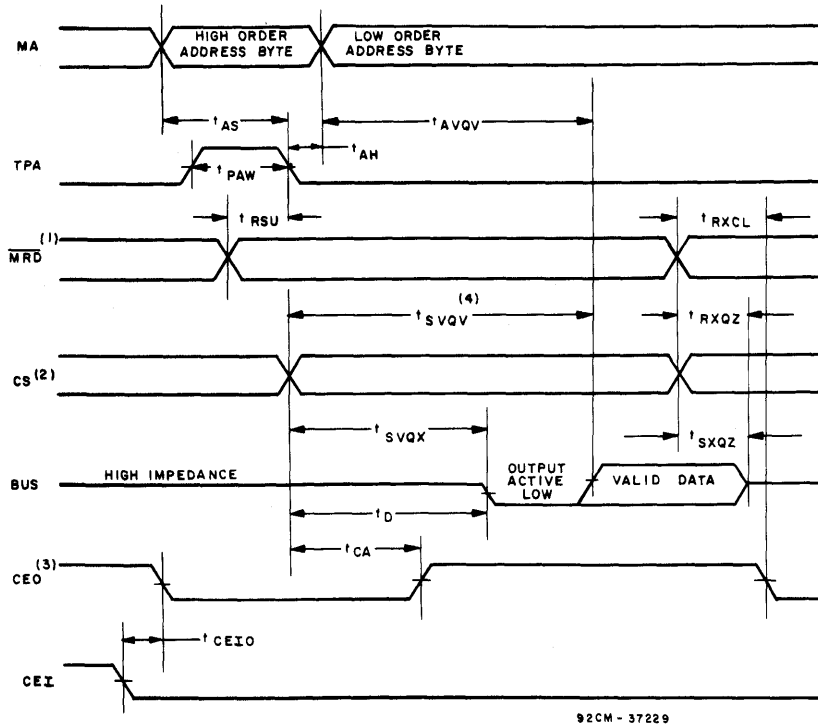 MA
HIGH ORDER
ADDRESS BYTE
LOW ORDER
ADDRESS BYTE
tAS
tAVQV
tAH
TPA
tPAW
tRSU
tRXCL
MRD(1)
(4)
tSVQV
tRXQZ
CS(2)
tSVQX
tSXQZ
HIGH IMPEDANCE
OUTPUT
ACTIVE
LOW
VALID DATA
BUS
tD
tCA
CEO(3)
tCEIO
CEI
92CM-37229